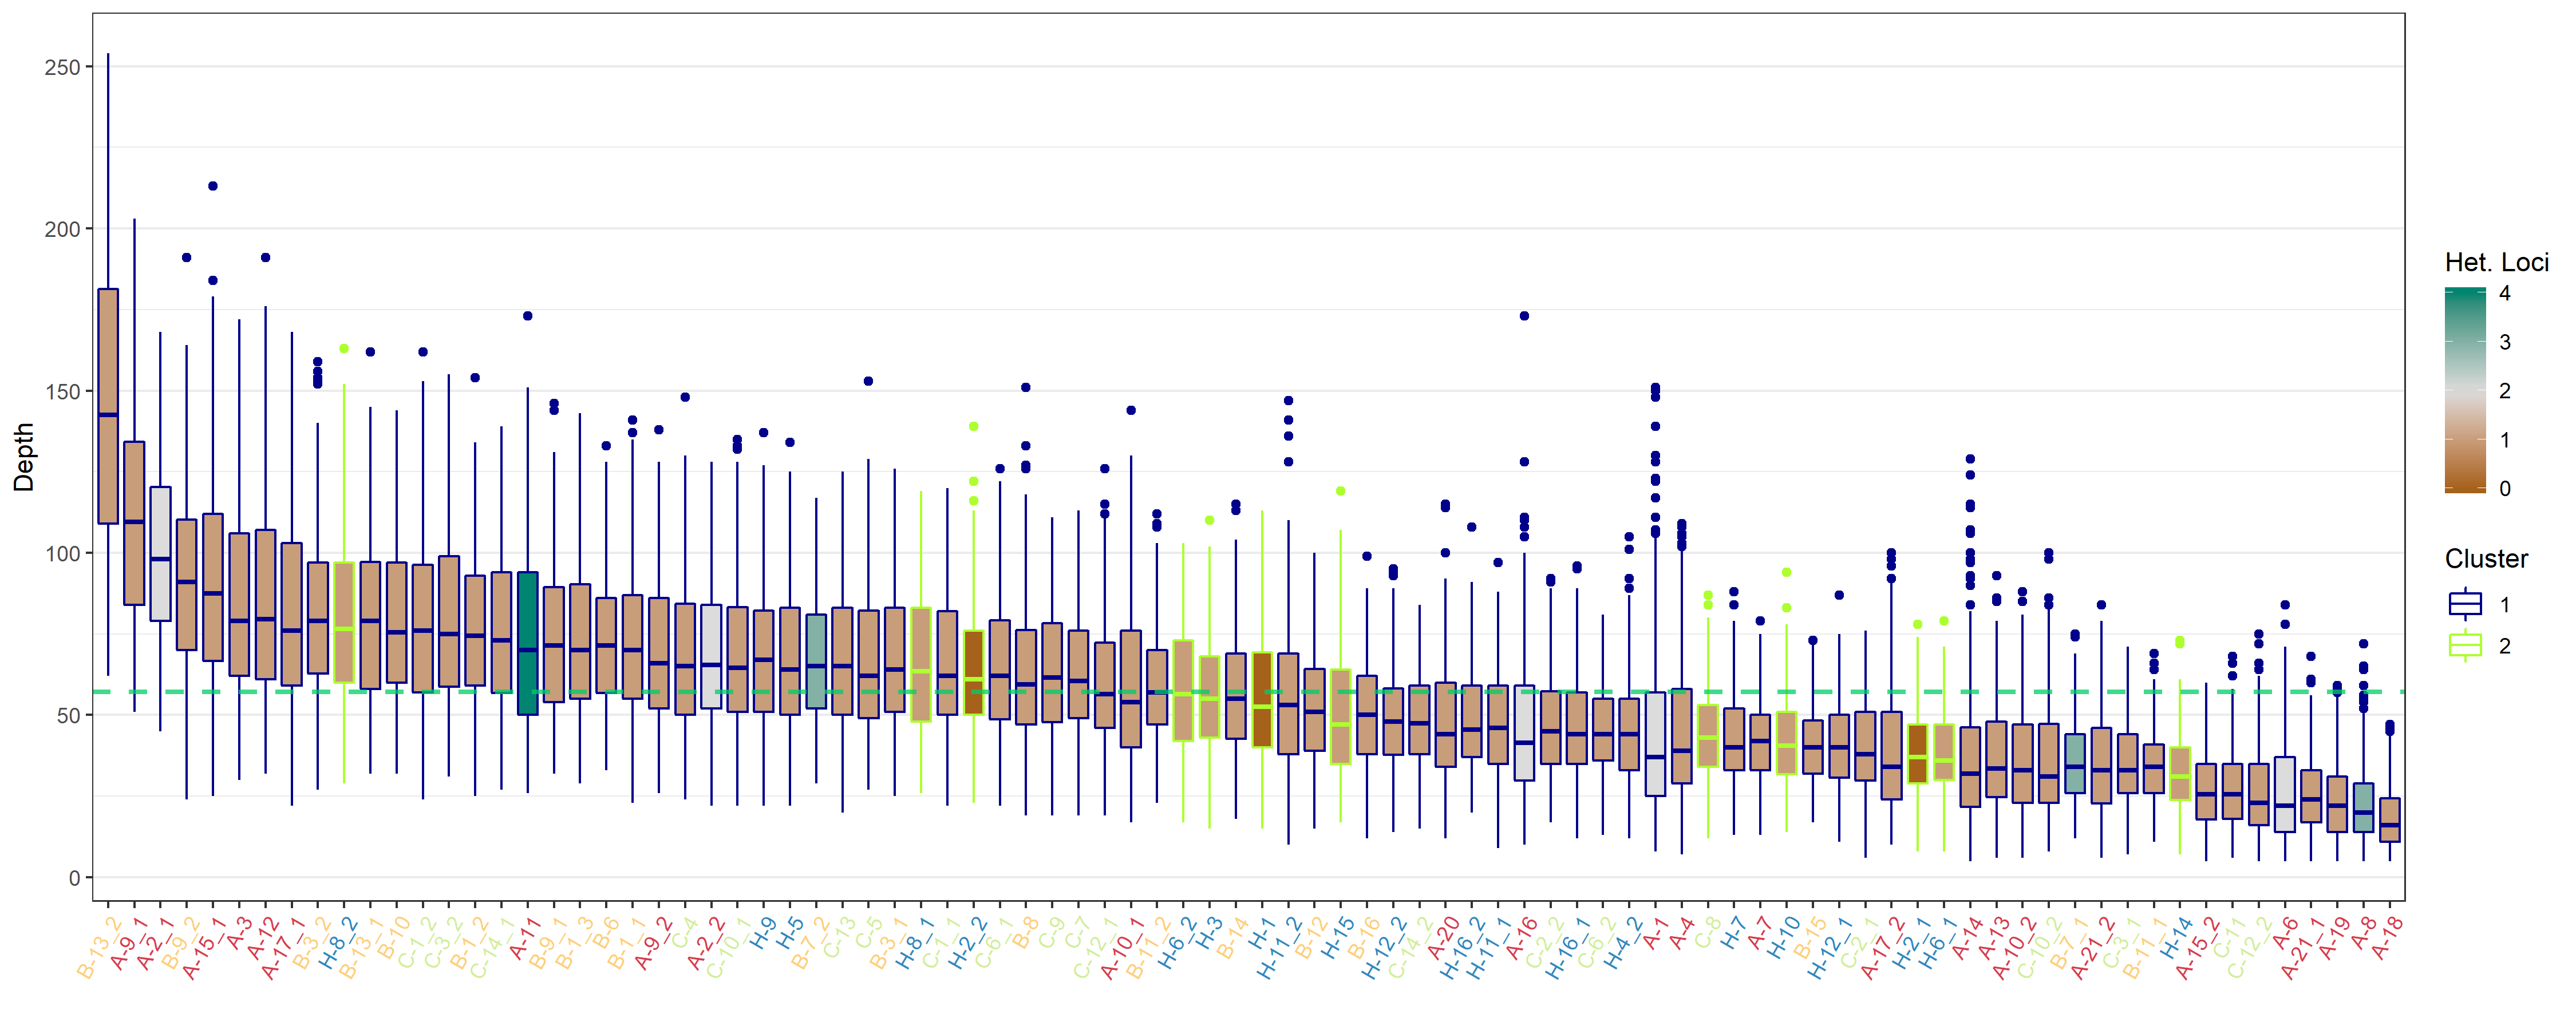 Depth
250
200
150
100
50
0
B-13_2
A-9_1
A-2_1
B-9_2
A-15_1
A-3
A-12
A-17_1
B-3_2
H-8_2
B-13_1
B-10
C-1_2
C-3_2
B-1_2
C-14_1
A-11
B-9_1
B-1_3
B-6
B-1_1
A-9_2
C-4
A-2_2
C-10_1
H-9
H-5
B-7_2
C-13
C-5
B-3_1
H-8_1
C-1_1
H-2_2
C-6_1
B-8
C-9
C-7
C-12_1
A-10_1
B-11_2
H-6_2
H-3
B-14
H-1
H-11_2
B-12
H-15
B-16
H-12_2
C-14_2
A-20
H-16_2
H-11_1
A-16
C-2_2
H-16_1
C-6_2
H-4_2
A-1
A-4
C-8
H-7
A-7
H-10
B-15
H-12_1
C-2_1
A-17_2
H-2_1
H-6_1
A-14
A-13
A-10_2
C-10_2
B-7_1
A-21_2
C-3_1
B-11_1
H-14
A-15_2
C-11
C-12_2
A-6
A-21_1
A-19
A-8
A-18
Het. Loci
4
3
2
1
0
Cluster
1
2